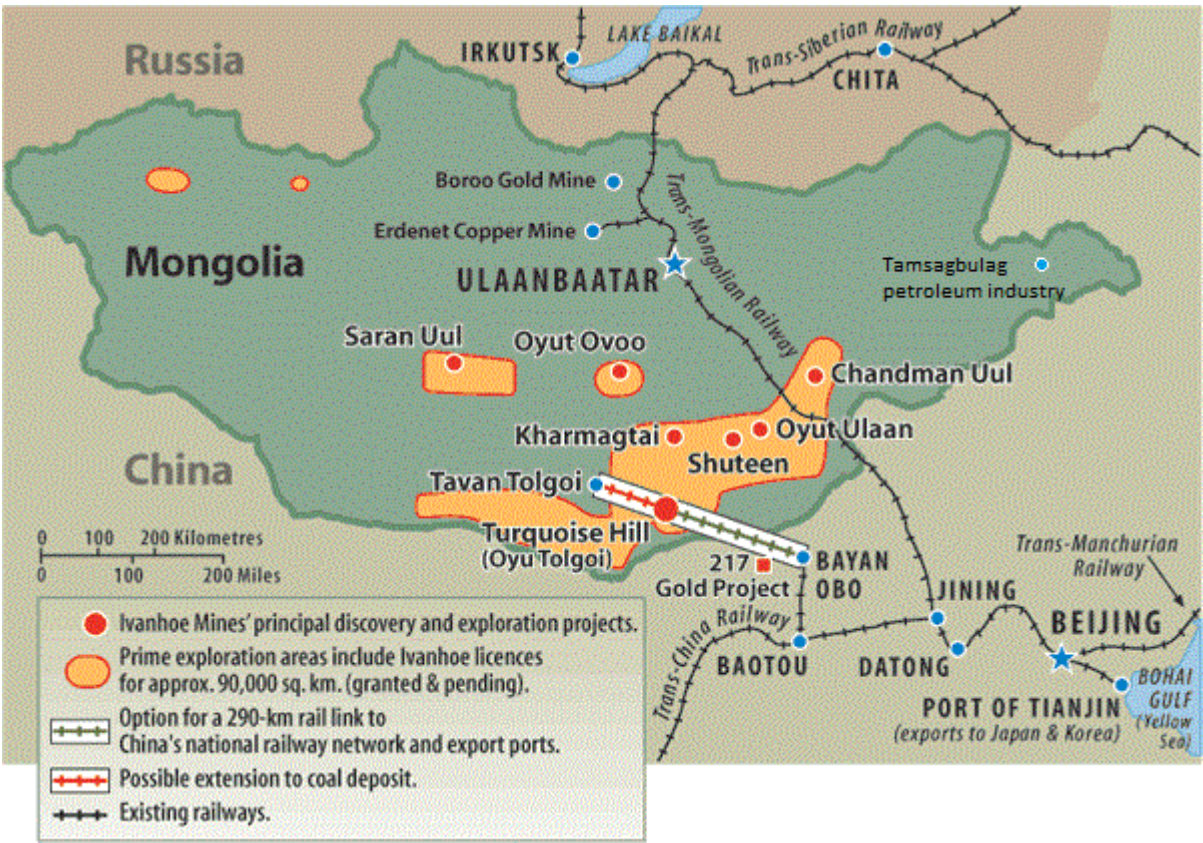 Russia
IRKUTSK
LAKE BAIKAL
Trans-Siberian Railway
CHITA
Boroo Gold Mine
Erdenet Copper Mine
Trans-Mongolian Railway
Mongolia
ULAANBAATAR
Tamsagbulag
petroleum industry
Saran Uul
Oyut Ovoo
Chandman Uul
Kharmagtai
Oyut Ulaan
Shuteen
China
Tavan Tolgoi
Turquoise Hill
(Oyu Tolgoi)
0 100 200 Kilometres
0 100 200 Miles
217
Gold Project
BAYAN
OBO
Trans-Manchurian
Railway
JINING
BEIJING
Trans-China Railway
BAOTOU
DATONG
BOHAI
GULF
(Yellow
Sea)
PORT OF TIANJIN
(exports to Japan & Korea)
Ivanhoe Mines' principal discovery and exploration projects.
Prime exploration areas include Ivanhoe licences
for approx. 90,000 sq. km. (granted & pending).
Option for a 290-km rail link to
China's national railway network and export ports.
Possible extension to coal deposit.
Existing railways.